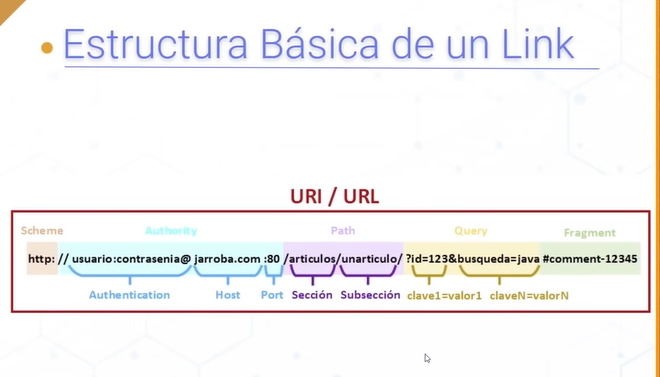 • Estructura Básica de un Link
URI / URL
Scheme Authority Path Query Fragment
http: // usuario:contrasenia@ jarroba.com :80 /articulos/unarticulo/ ?id=123&busqueda=java #comment-12345
Authentication Host Port Sección Subsección clave1=valor1 claveN=valorN